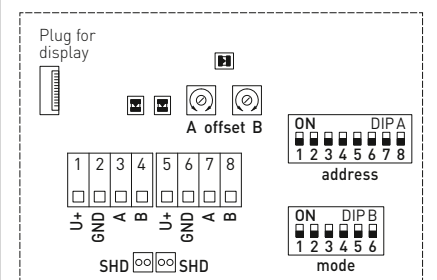 Plug for
display
A offset B
ON DIP A
1 2 3 4 5 6 7 8
address
1 2 3 4 5 6 7 8
U+ GND A B U+ GND A B
ON DIP B
1 2 3 4 5 6
mode
SHD SHD